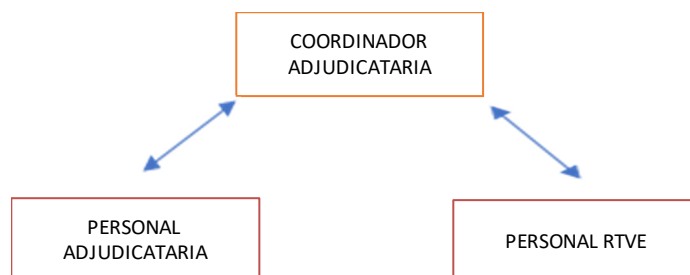 COORDINADOR
ADJUDICATARIA
PERSONAL
ADJUDICATARIA
PERSONAL RTVE